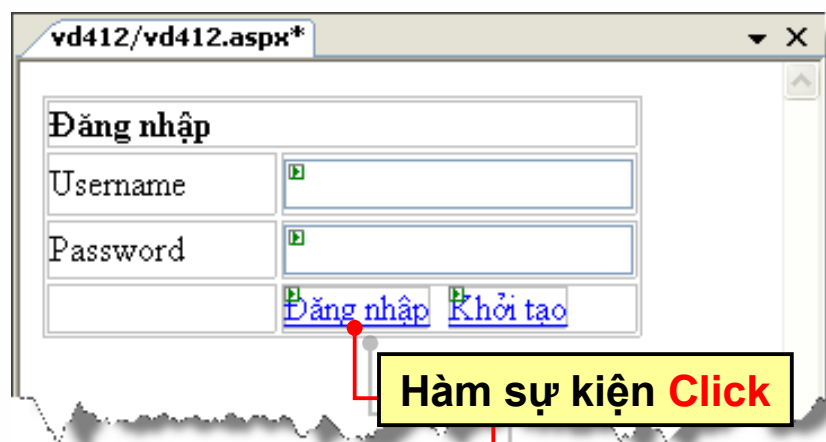 vd412/vd412.aspx*
Đăng nhập
Username
Password
Đăng nhập Khởi tạo
Hàm sự kiện Click